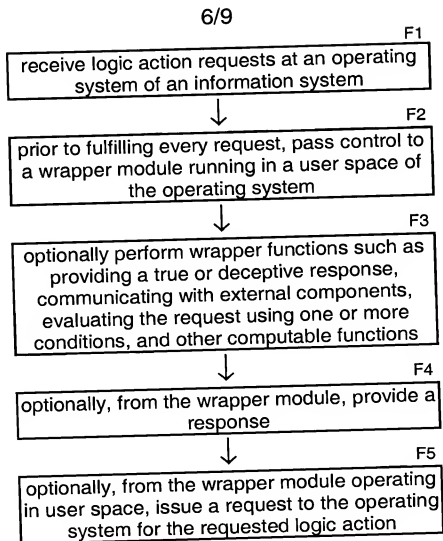 6/9
F1
receive logic action requests at an operating
system of an information system
F2
prior to fulfilling every request, pass control to
a wrapper module running in a user space of
the operating system
F3
optionally perform wrapper functions such as
providing a true or deceptive response,
communicating with external components,
evaluating the request using one or more
conditions, and other computable functions
F4
optionally, from the wrapper module, provide a
response
F5
optionally, from the wrapper module operating
in user space, issue a request to the operating
system for the requested logic action